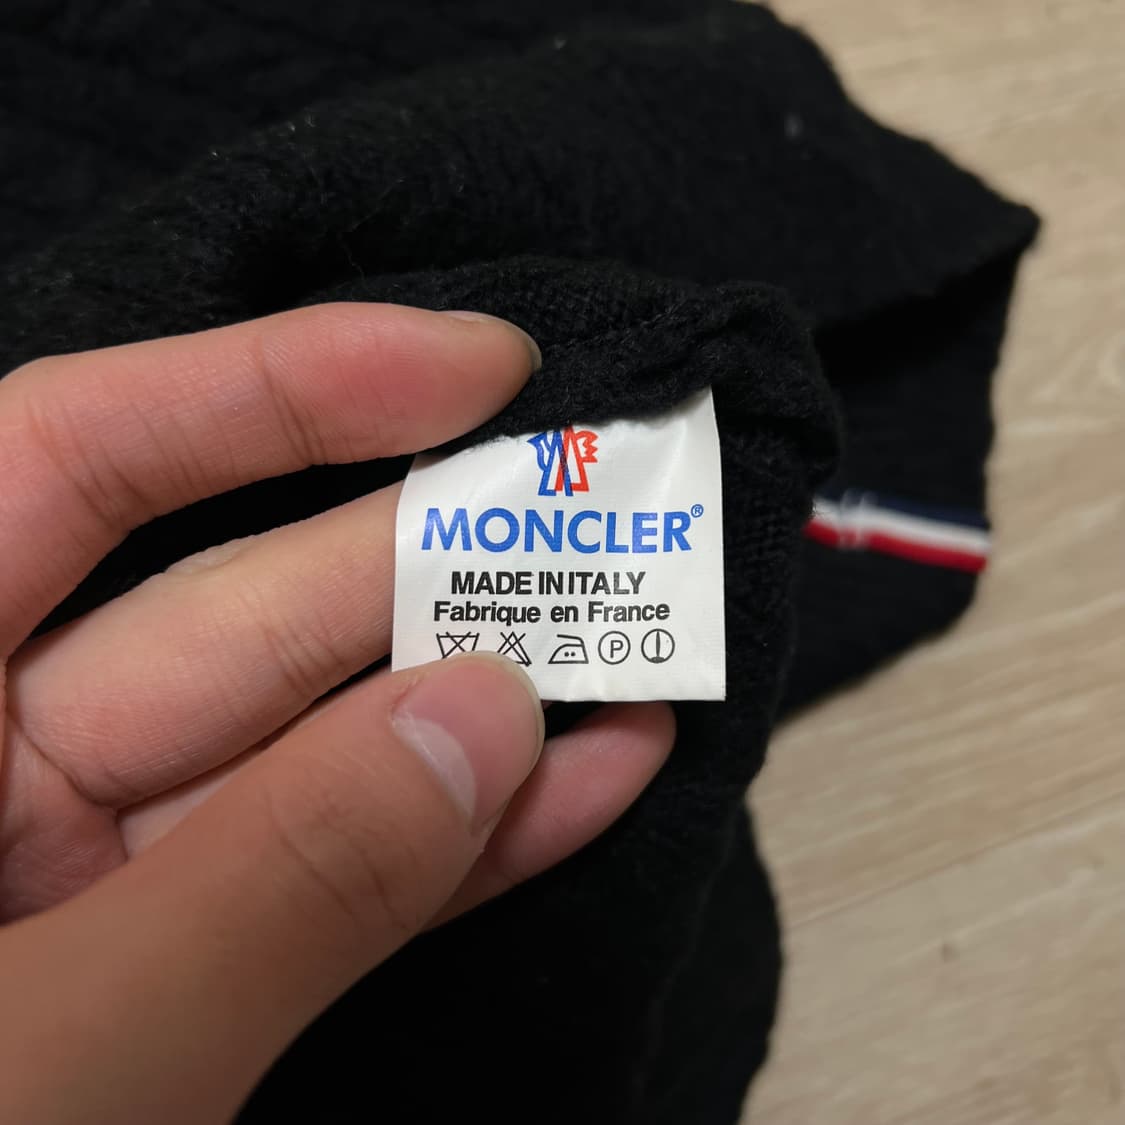 MONCLER®
MADE IN ITALY
Fabrique en France
P